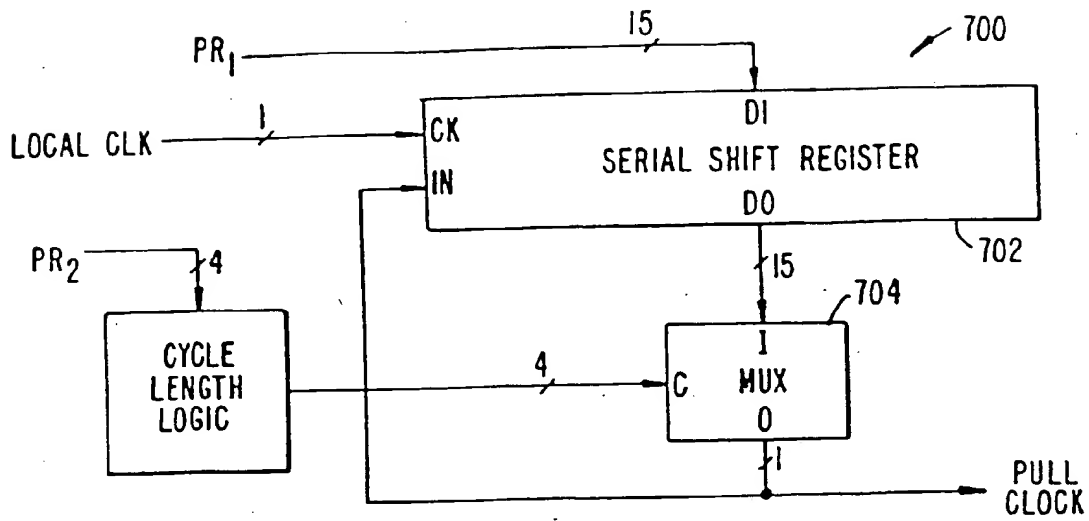 PR1
15
700
LOCAL CLK
1
CK
DI
SERIAL SHIFT REGISTER
IN
DO
702
PR2
4
15
704
CYCLE
LENGTH
LOGIC
4
C
I
MUX
O
1
PULL
CLOCK